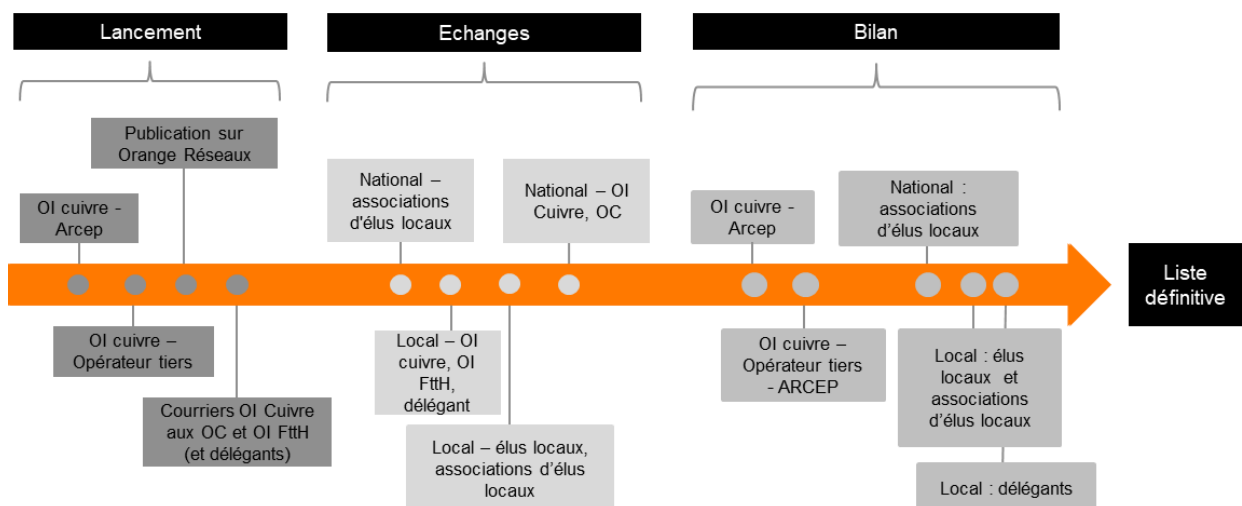 Lancement
Echanges
Bilan
Publication sur
Orange Réseaux
OI cuivre -
Arcep
National –
associations
d'élus locaux
National – OI
Cuivre, OC
OI cuivre -
Arcep
National :
associations
d’élus locaux
Liste
définitive
OI cuivre –
Opérateur tiers
Courriers OI Cuivre
aux OC et OI FttH
(et délégants)
Local – OI
cuivre, OI
FttH,
délégant
Local – élus locaux,
associations d’élus
locaux
OI cuivre –
Opérateur tiers
- ARCEP
Local : élus
locaux et
associations
d’élus locaux
Local : délégants